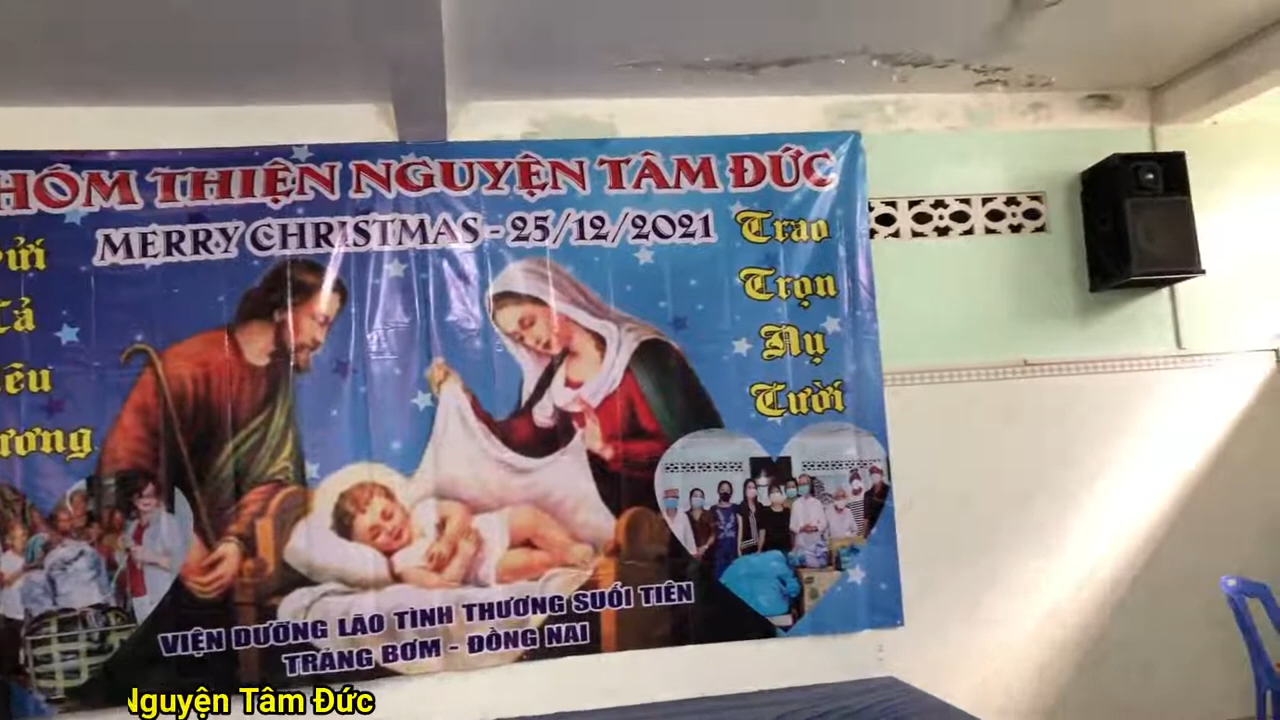 HÓM THIỆN NGUYỆN TÂM ĐỨC
MERRY CHRISTMAS - 25/12/2021
Trao
Trọn
Nụ
Cười
VIỆN DƯỠNG LÃO TÌNH THƯƠNG SUỐI TIÊN
TRẢNG BƠM - ĐỒNG NAI
Nguyện Tâm Đức